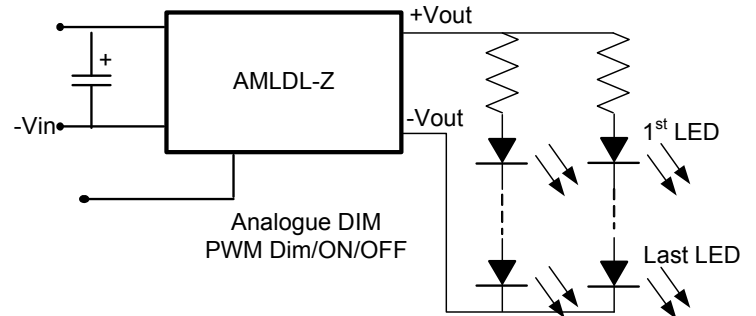 +Vout
+
AMLDL-Z
-Vin
-Vout
1st LED
Analogue DIM
PWM Dim/ON/OFF
Last LED